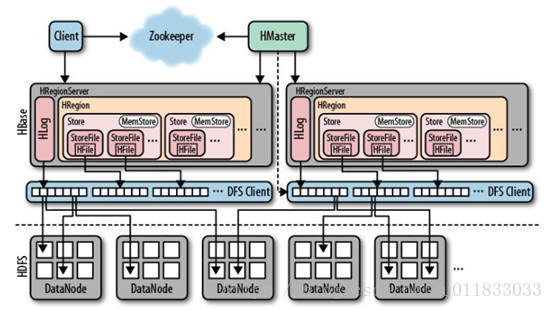 Client
Zookeeper
HMaster
HBase
HRegionServer
HLog
HRegion
Store
MemStore
StoreFile
HFile
StoreFile
HFile
...
Store
MemStore
StoreFile
HFile
...
...
...
HRegionServer
HLog
HRegion
Store
MemStore
StoreFile
HFile
StoreFile
HFile
...
Store
MemStore
StoreFile
HFile
...
...
...
... DFS Client
... DFS Client
HDFS
DataNode
DataNode
DataNode
DataNode
DataNode
...
1011833033